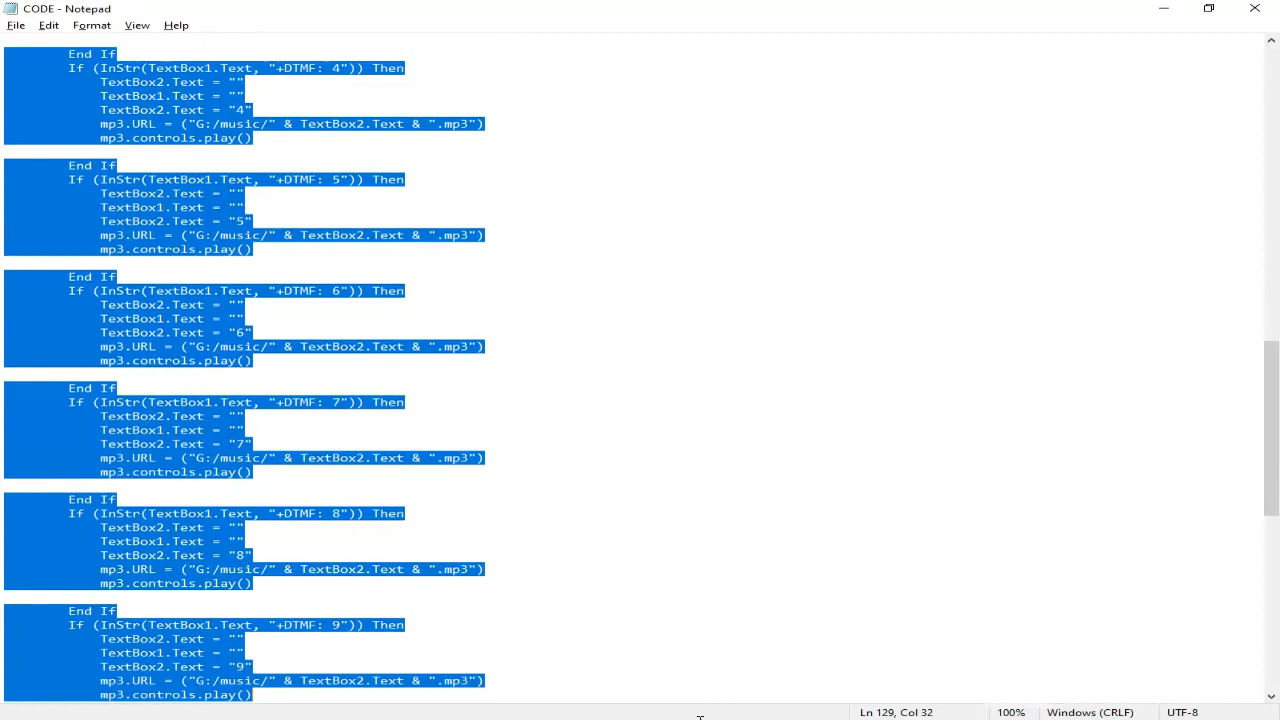 CODE - Notepad
File Edit Format View Help
End If
If (InStr(TextBox1.Text, "+DTMF: 4")) Then
TextBox2.Text = ""
TextBox1.Text = ""
TextBox2.Text = "4"
mp3.URL = ("G:/music/" & TextBox2.Text & ".mp3")
mp3.controls.play()
End If
If (InStr(TextBox1.Text, "+DTMF: 5")) Then
TextBox2.Text = ""
TextBox1.Text = ""
TextBox2.Text = "5"
mp3.URL = ("G:/music/" & TextBox2.Text & ".mp3")
mp3.controls.play()
End If
If (InStr(TextBox1.Text, "+DTMF: 6")) Then
TextBox2.Text = ""
TextBox1.Text = ""
TextBox2.Text = "6"
mp3.URL = ("G:/music/" & TextBox2.Text & ".mp3")
mp3.controls.play()
End If
If (InStr(TextBox1.Text, "+DTMF: 7")) Then
TextBox2.Text = ""
TextBox1.Text = ""
TextBox2.Text = "7"
mp3.URL = ("G:/music/" & TextBox2.Text & ".mp3")
mp3.controls.play()
End If
If (InStr(TextBox1.Text, "+DTMF: 8")) Then
TextBox2.Text = ""
TextBox1.Text = ""
TextBox2.Text = "8"
mp3.URL = ("G:/music/" & TextBox2.Text & ".mp3")
mp3.controls.play()
End If
If (InStr(TextBox1.Text, "+DTMF: 9")) Then
TextBox2.Text = ""
TextBox1.Text = ""
TextBox2.Text = "9"
mp3.URL = ("G:/music/" & TextBox2.Text & ".mp3")
mp3.controls.play()
Ln 129, Col 32 100% Windows (CRLF) UTF-8